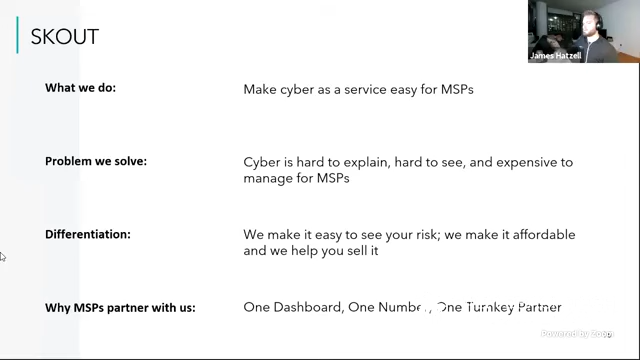 SKOUT
James Hatzell
What we do:
Make cyber as a service easy for MSPs
Problem we solve:
Cyber is hard to explain, hard to see, and expensive to
manage for MSPs
Differentiation:
We make it easy to see your risk; we make it affordable
and we help you sell it
Why MSPs partner with us:
One Dashboard, One Number, One Turnkey Partner
Powered by Zoom